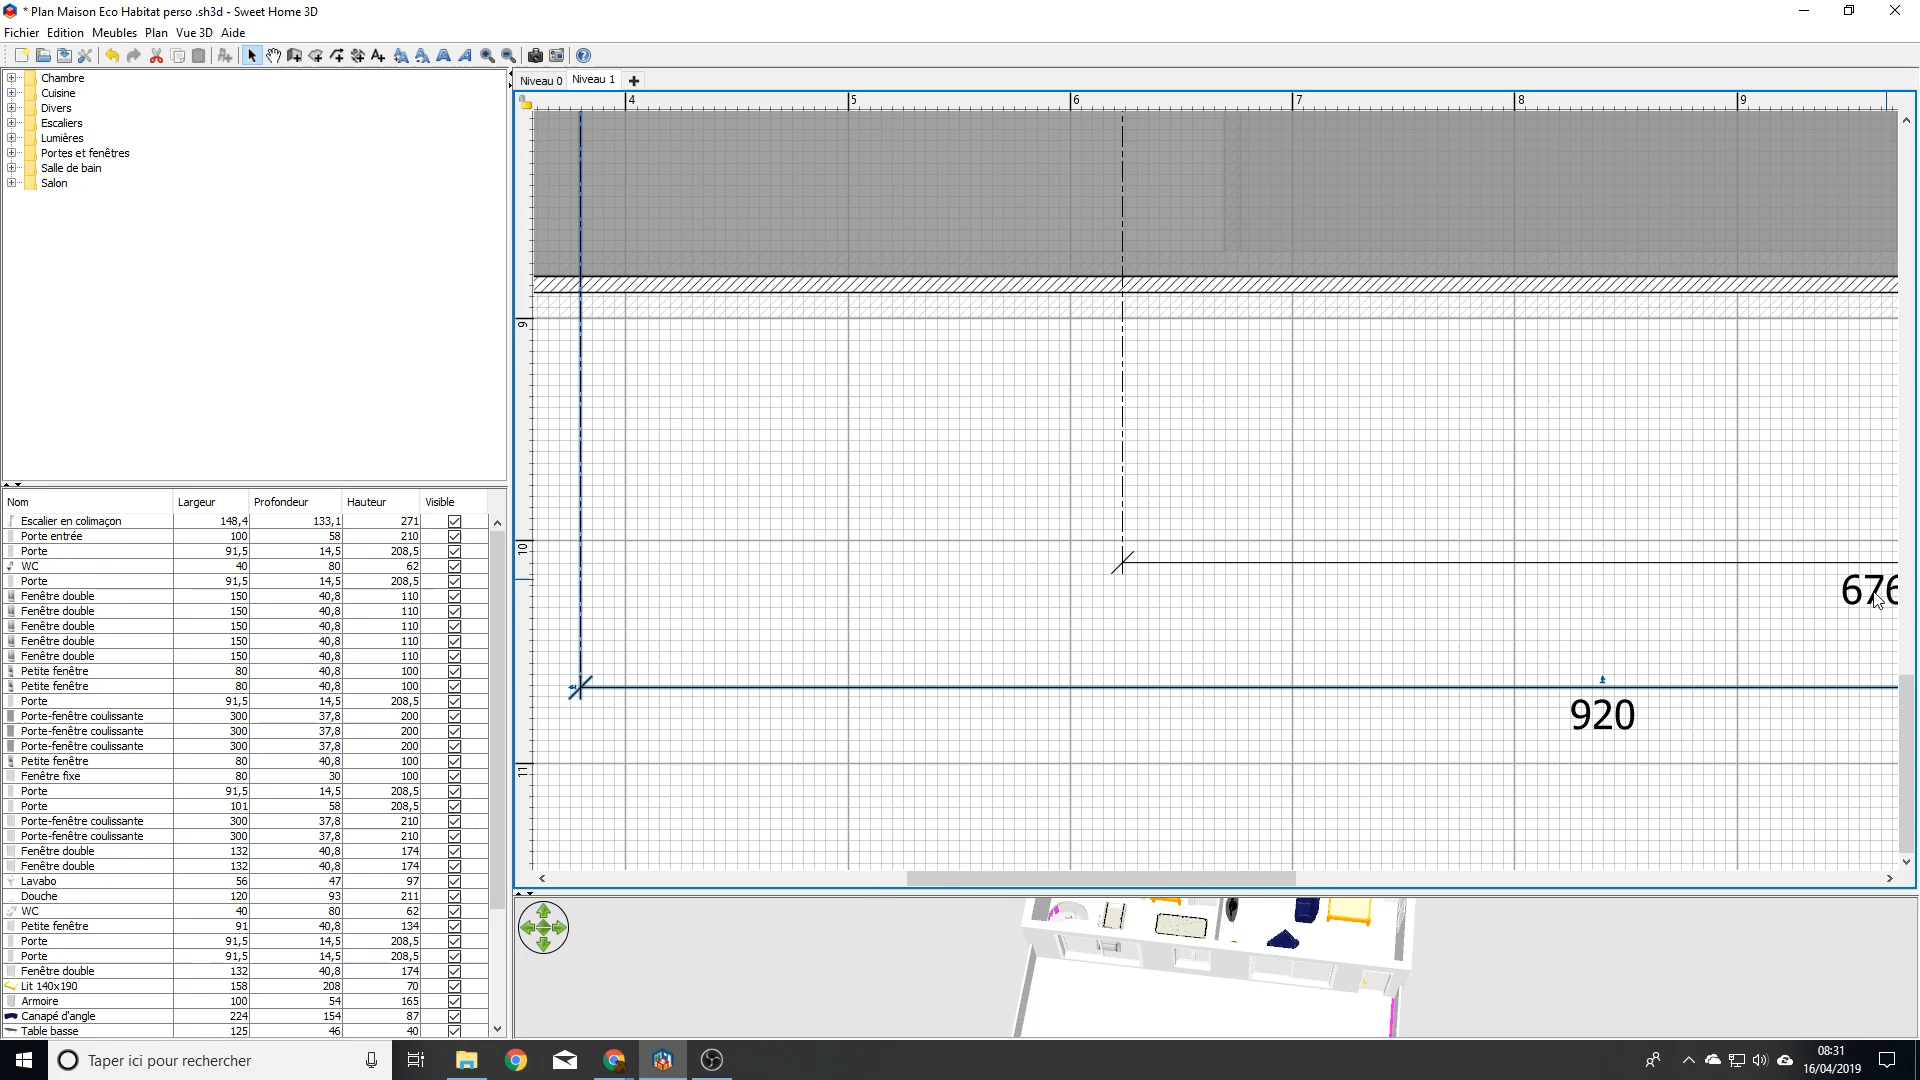 * Plan Maison Eco Habitat perso .sh3d - Sweet Home 3D
Fichier Edition Meubles Plan Vue 3D Aide
Chambre
Cuisine
Divers
Escaliers
Lumières
Portes et fenêtres
Salle de bain
Salon
Niveau 0 Niveau 1
4 5 6 7 8 9
9
10
11
676
920
Nom Largeur Profondeur Hauteur Visible
Escalier en colimaçon 148,4 133,1 271
Porte entrée 100 58 210
Porte 91,5 14,5 208,5
WC 40 80 62
Porte 91,5 14,5 208,5
Fenêtre double 150 40,8 110
Fenêtre double 150 40,8 110
Fenêtre double 150 40,8 110
Fenêtre double 150 40,8 110
Fenêtre double 150 40,8 110
Petite fenêtre 80 40,8 100
Petite fenêtre 80 40,8 100
Porte 91,5 14,5 208,5
Porte-fenêtre coulissante 300 37,8 200
Porte-fenêtre coulissante 300 37,8 200
Porte-fenêtre coulissante 300 37,8 200
Petite fenêtre 80 40,8 100
Fenêtre fixe 80 30 100
Porte 91,5 14,5 208,5
Porte 101 58 208,5
Porte-fenêtre coulissante 300 37,8 210
Porte-fenêtre coulissante 300 37,8 210
Fenêtre double 132 40,8 174
Fenêtre double 132 40,8 174
Lavabo 56 47 97
Douche 120 93 211
WC 40 80 62
Petite fenêtre 91 40,8 134
Porte 91,5 14,5 208,5
Porte 91,5 14,5 208,5
Fenêtre double 132 40,8 174
Lit 140x190 158 208 70
Armoire 100 54 165
Canapé d'angle 224 154 87
Table basse 125 46 40
Taper ici pour rechercher
08:31
16/04/2019